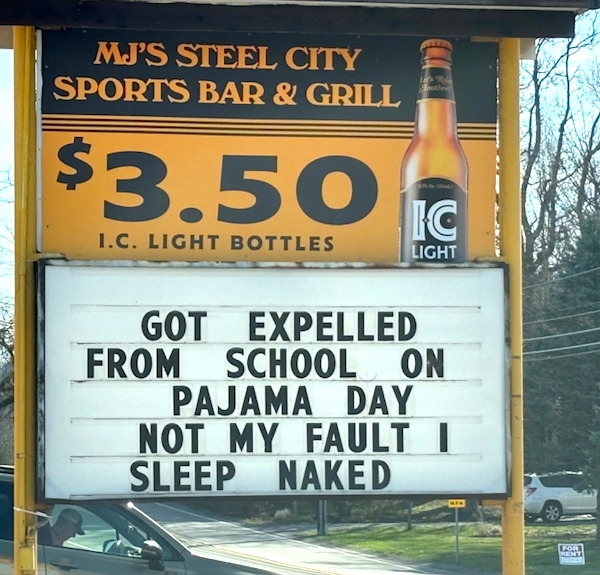 MJ'S STEEL CITY
SPORTS BAR & GRILL
$3.50
I.C. LIGHT BOTTLES
IC
LIGHT
GOT EXPELLED
FROM SCHOOL ON
PAJAMA DAY
NOT MY FAULT I
SLEEP NAKED
FOR
RENT